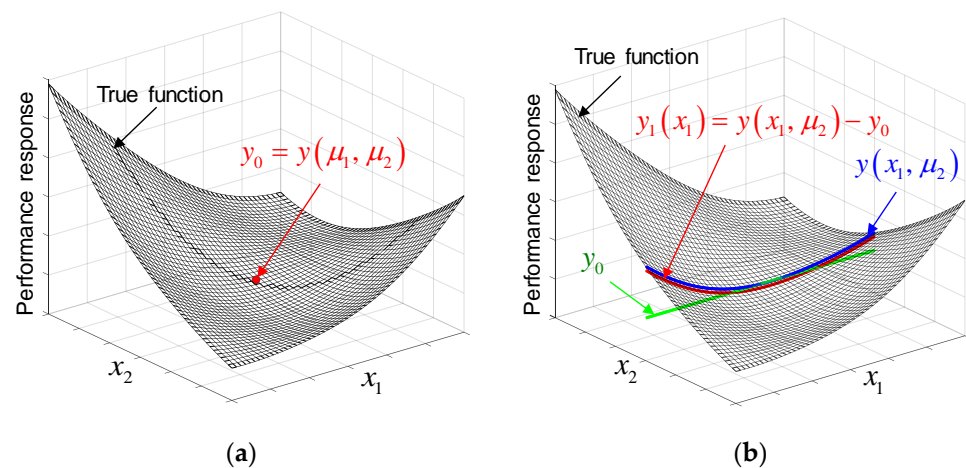 True function
y₀ = y(μ₁, μ₂)
Performance response
x₂
x₁
(a)
True function
y₁(x₁) = y(x₁, μ₂) − y₀
y(x₁, μ₂)
y₀
Performance response
x₂
x₁
(b)